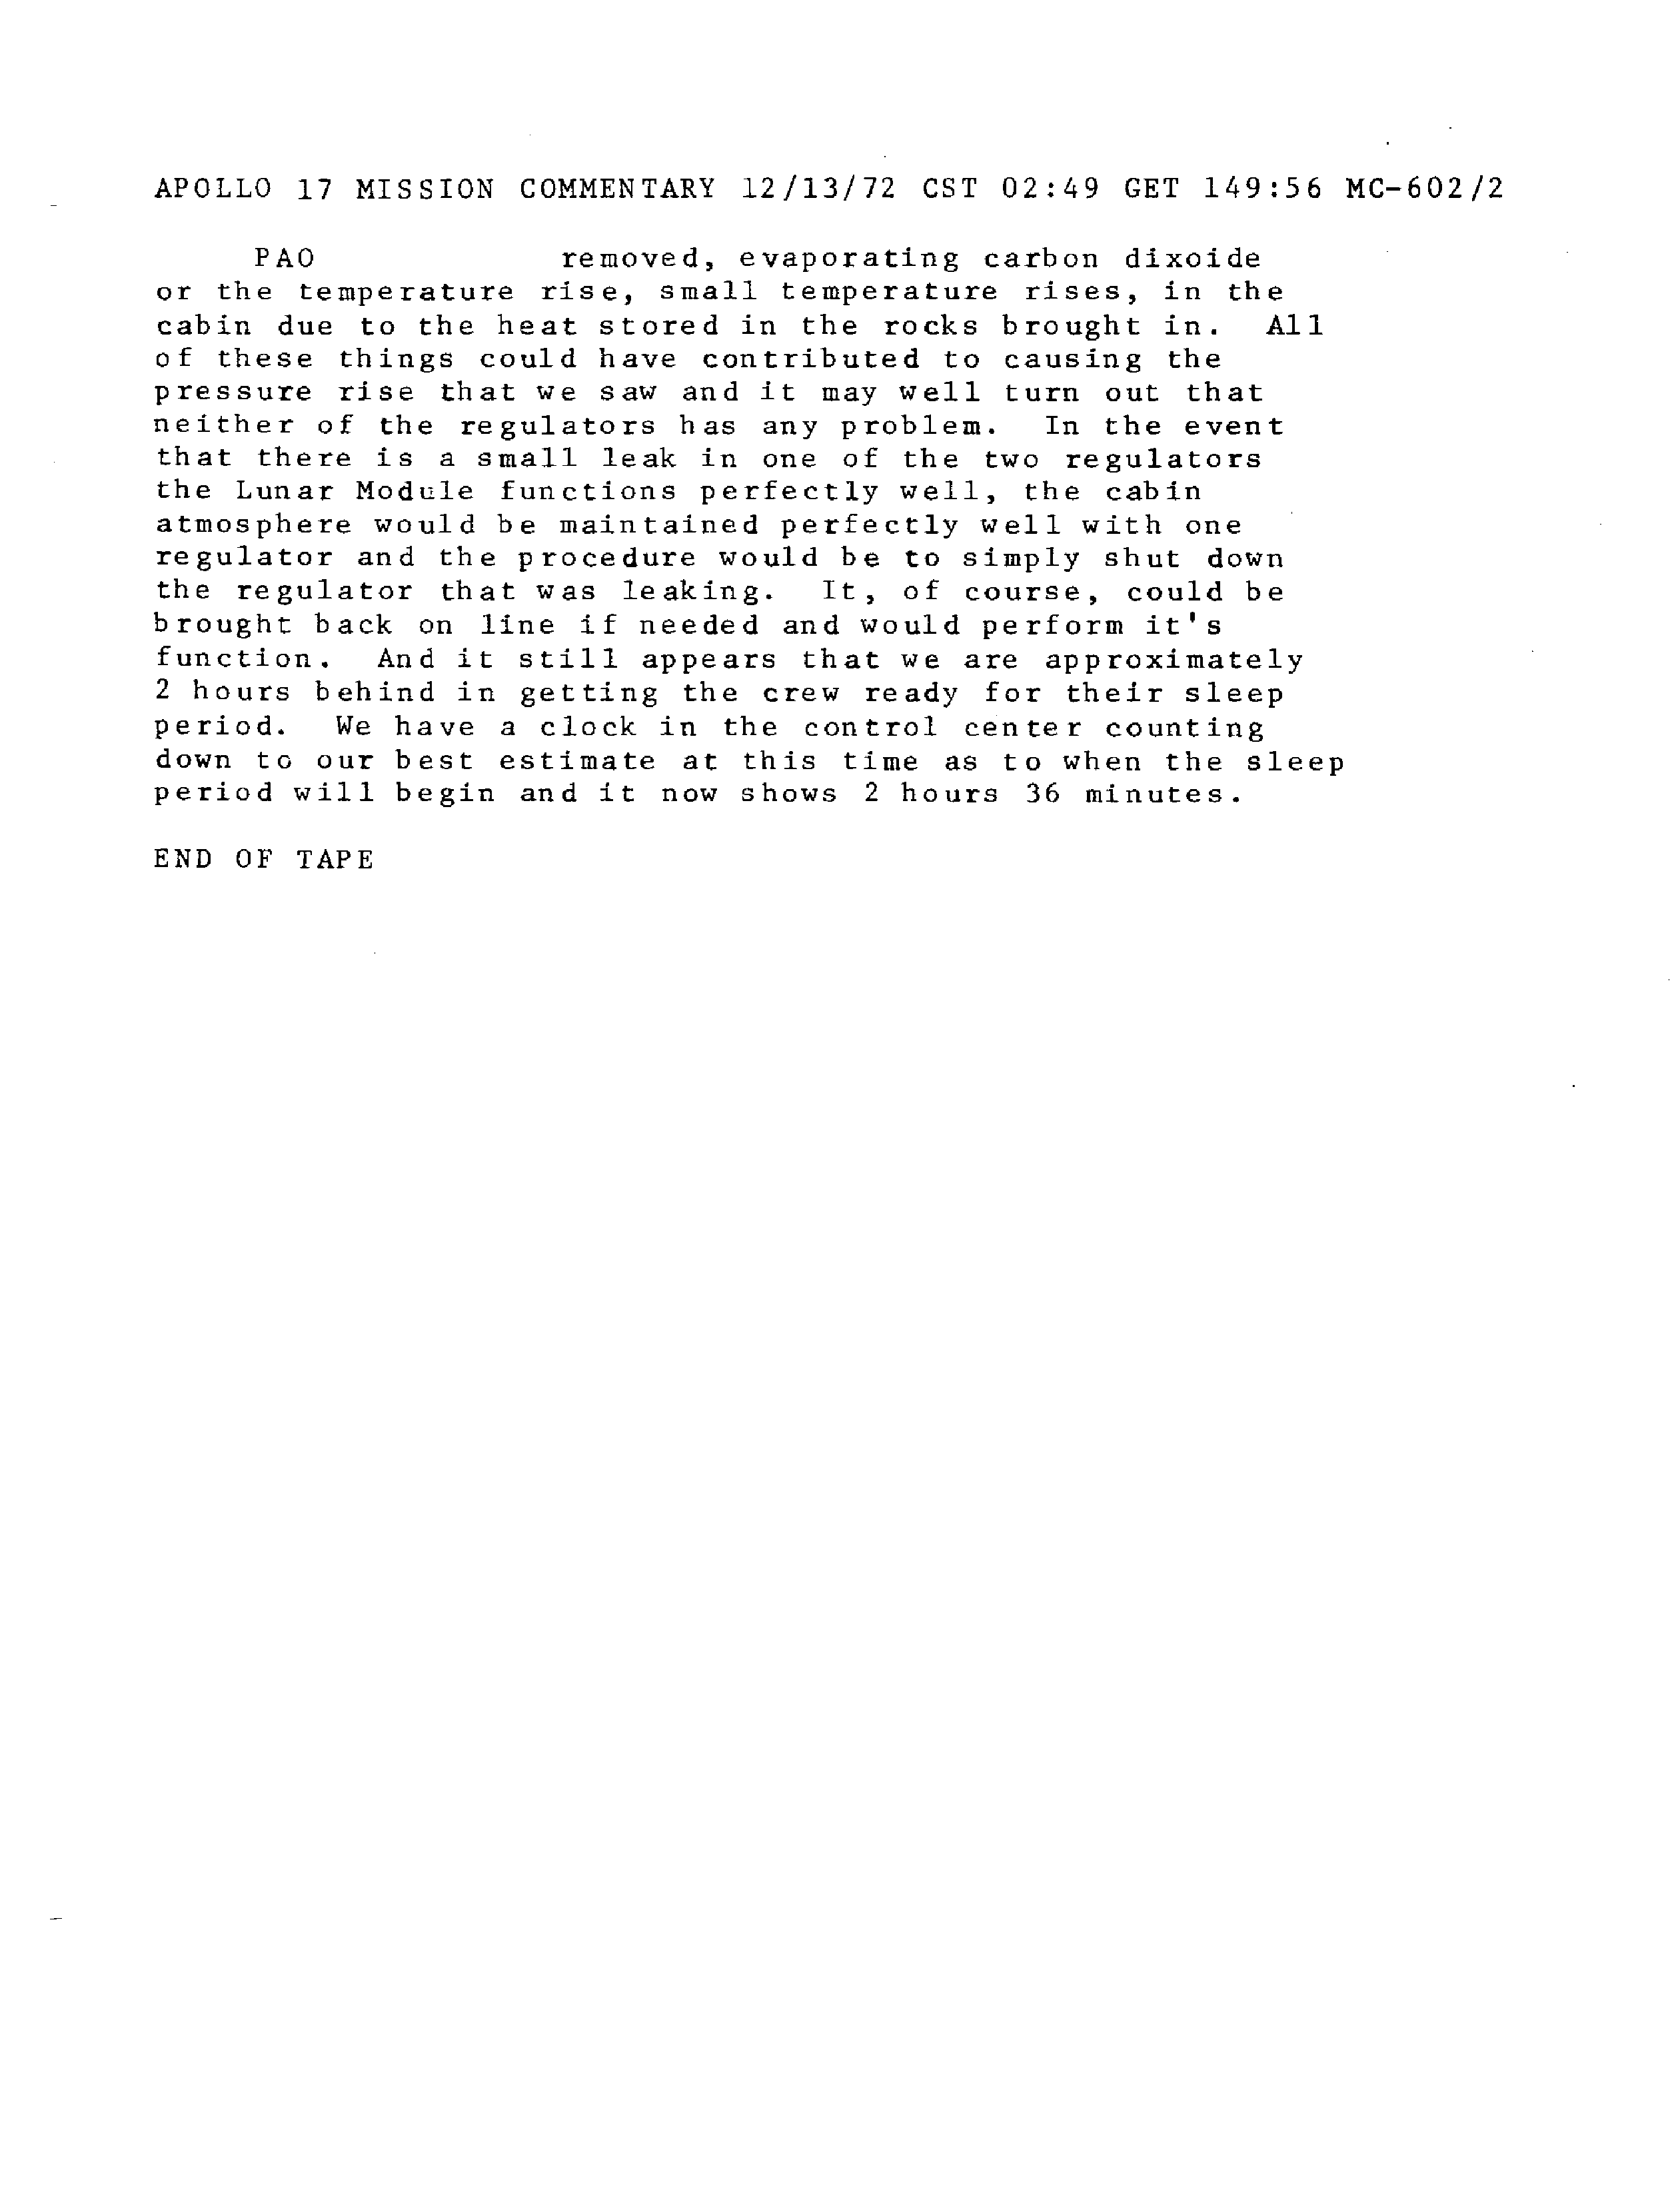 APOLLO 17 MISSION COMMENTARY 12/13/72 CST 02:49 GET 149:56 MC-602/2
PAO removed, evaporating carbon dixoide
or the temperature rise, small temperature rises, in the
cabin due to the heat stored in the rocks brought in. All
of these things could have contributed to causing the
pressure rise that we saw and it may well turn out that
neither of the regulators has any problem. In the event
that there is a small leak in one of the two regulators
the Lunar Module functions perfectly well, the cabin
atmosphere would be maintained perfectly well with one
regulator and the procedure would be to simply shut down
the regulator that was leaking. It, of course, could be
brought back on line if needed and would perform it's
function. And it still appears that we are approximately
2 hours behind in getting the crew ready for their sleep
period. We have a clock in the control center counting
down to our best estimate at this time as to when the sleep
period will begin and it now shows 2 hours 36 minutes.
END OF TAPE